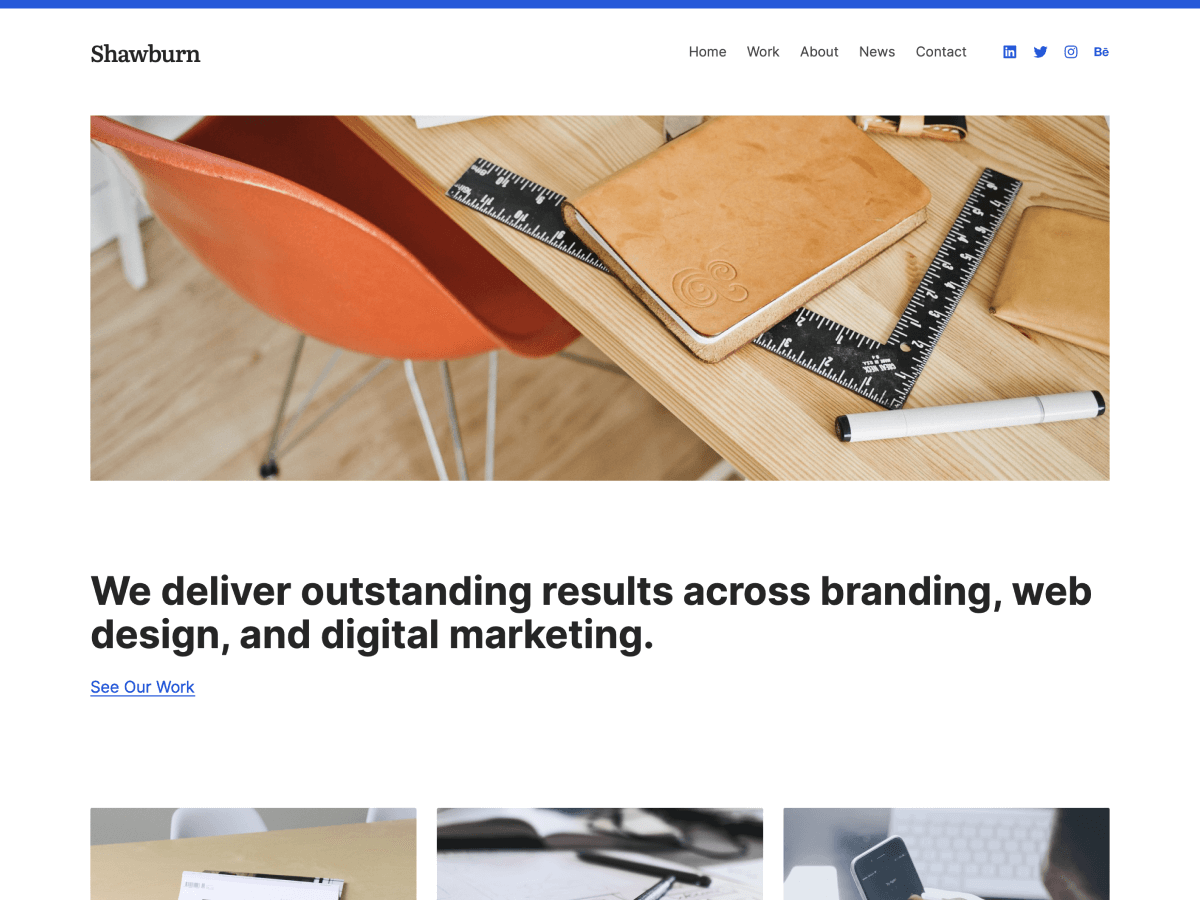 Shawburn
Home Work About News Contact
Bē
We deliver outstanding results across branding, web
design, and digital marketing.
See Our Work